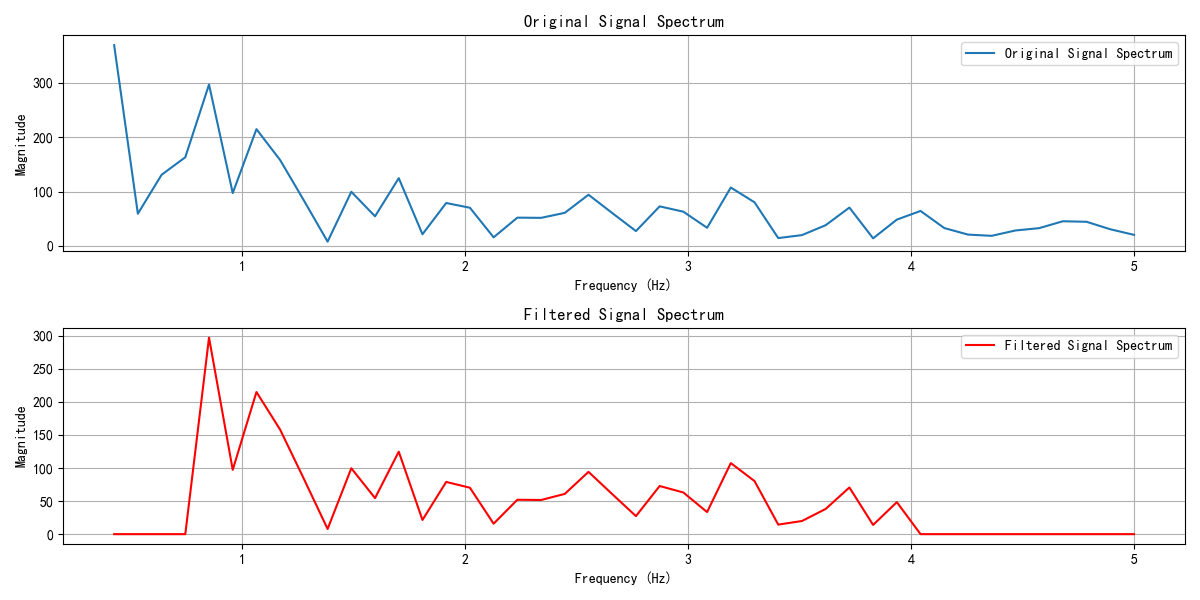 Original Signal Spectrum
Original Signal Spectrum
Magnitude
300
200
100
0
1 2 3 4 5
Frequency (Hz)
Filtered Signal Spectrum
Filtered Signal Spectrum
Magnitude
300
250
200
150
100
50
0
1 2 3 4 5
Frequency (Hz)